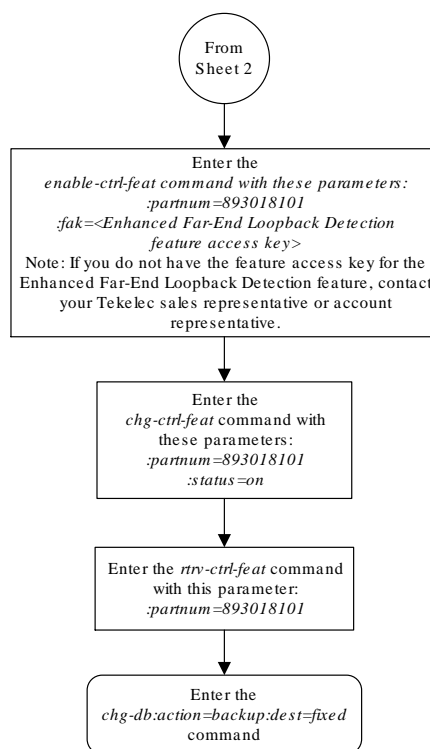 From
Sheet 2
Enter the
enable-ctrl-feat command with these parameters:
:partnum=893018101
:fak=<Enhanced Far-End Loopback Detection
feature access key>
Note: If you do not have the feature access key for the
Enhanced Far-End Loopback Detection feature, contact
your Tekelec sales representative or account
representative.
Enter the
chg-ctrl-feat command with
these parameters:
:partnum=893018101
:status=on
Enter the rtrv-ctrl-feat command
with this parameter:
:partnum=893018101
Enter the
chg-db:action=backup:dest=fixed
command